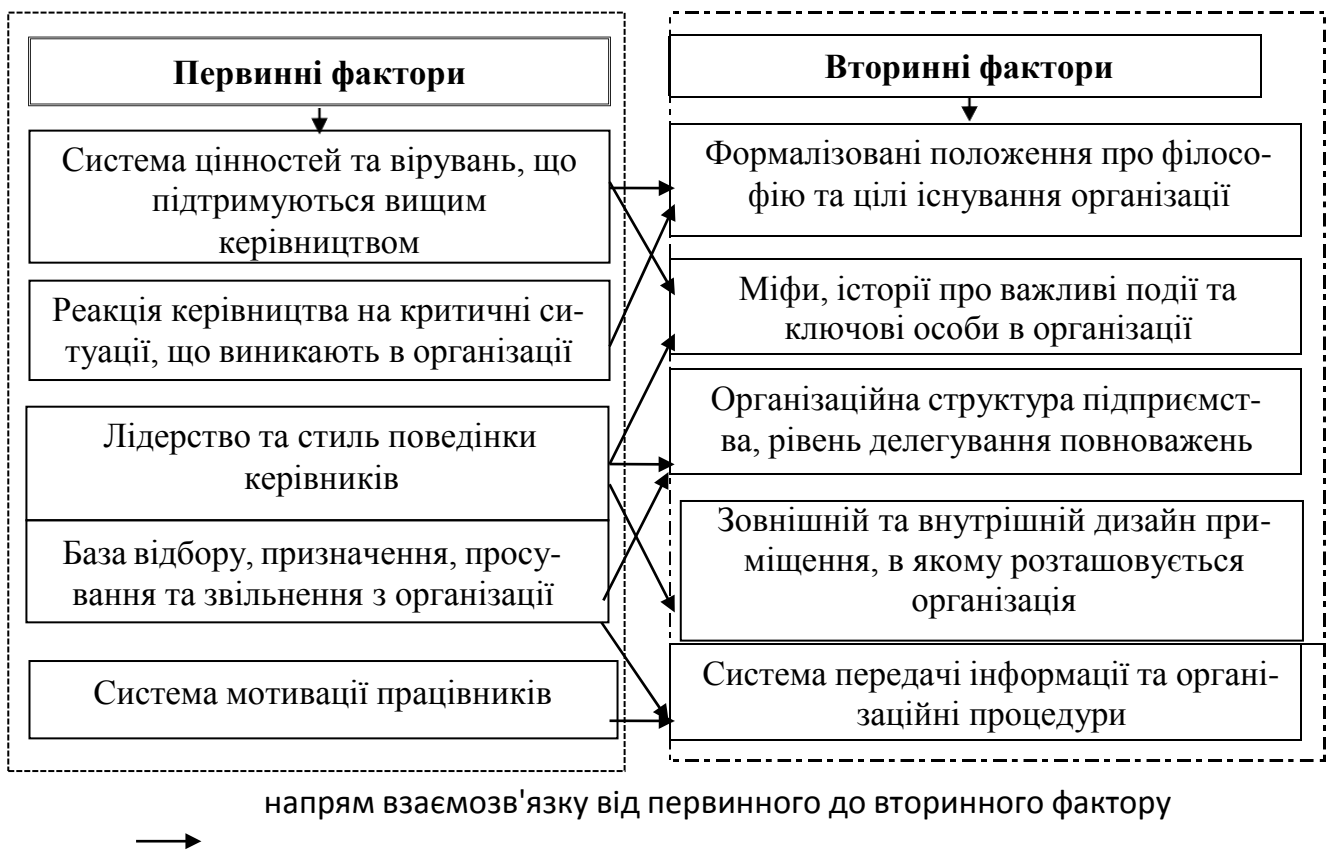 Первинні фактори
Система цінностей та вірувань, що
підтримуються вищим
керівництвом
Реакція керівництва на критичні си-
туації, що виникають в організації
Лідерство та стиль поведінки
керівників
База відбору, призначення, просу-
вання та звільнення з організації
Система мотивації працівників
Вторинні фактори
Формалізовані положення про філосо-
фію та цілі існування організації
Міфи, історії про важливі події та
ключові особи в організації
Організаційна структура підприємст-
ва, рівень делегування повноважень
Зовнішній та внутрішній дизайн при-
міщення, в якому розташовується
організація
Система передачі інформації та органі-
заційні процедури
напрям взаємозв'язку від первинного до вторинного фактору